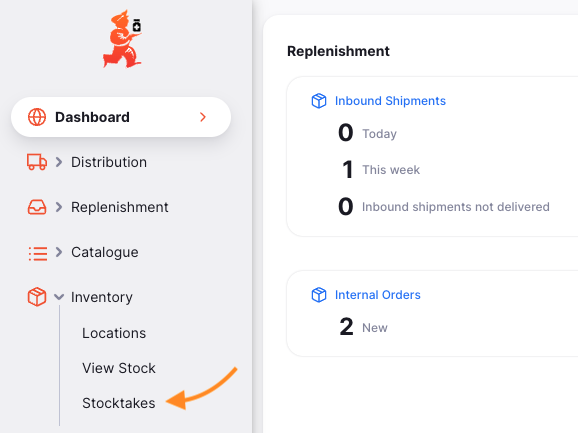 Dashboard
Distribution
Replenishment
Catalogue
Inventory
Locations
View Stock
Stocktakes
Replenishment
Inbound Shipments
0 Today
1 This week
0 Inbound shipments not delivered
Internal Orders
2 New